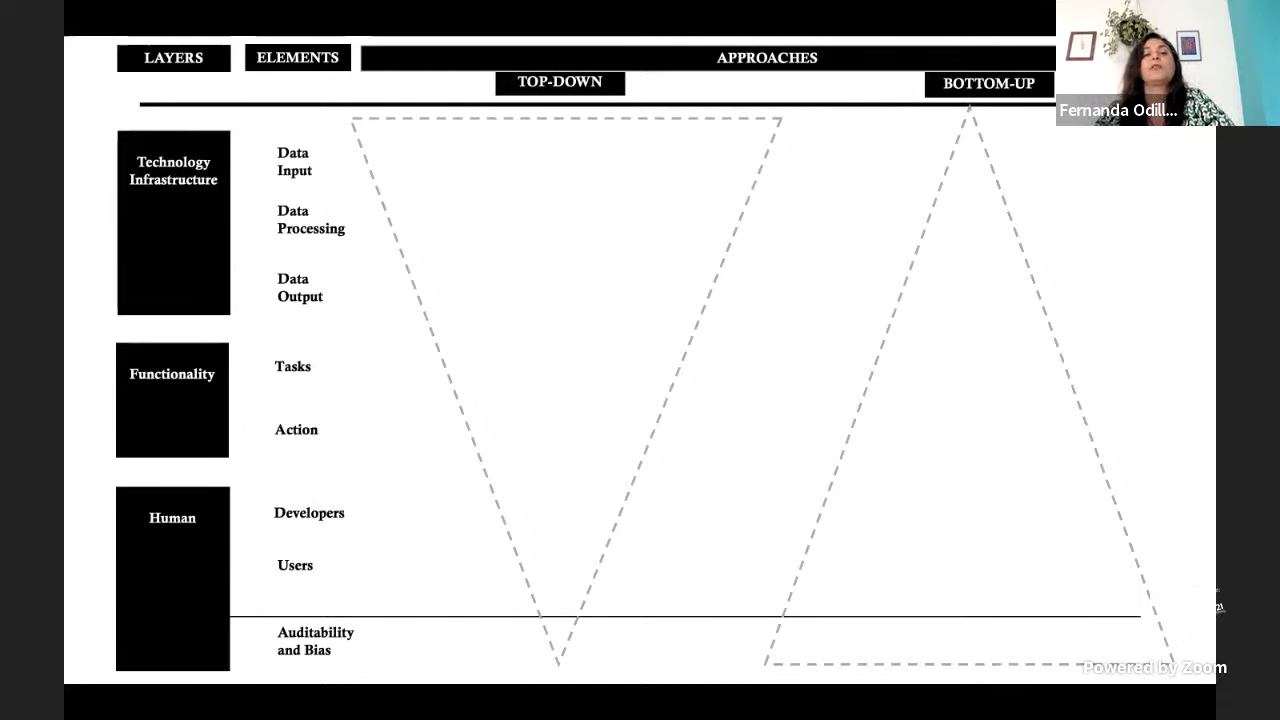 LAYERS
ELEMENTS
APPROACHES
TOP-DOWN
BOTTOM-UP
Fernanda Odill...
Technology
Infrastructure
Data
Input
Data
Processing
Data
Output
Functionality
Tasks
Action
Human
Developers
Users
Auditability
and Bias
21
Powered by Zoom